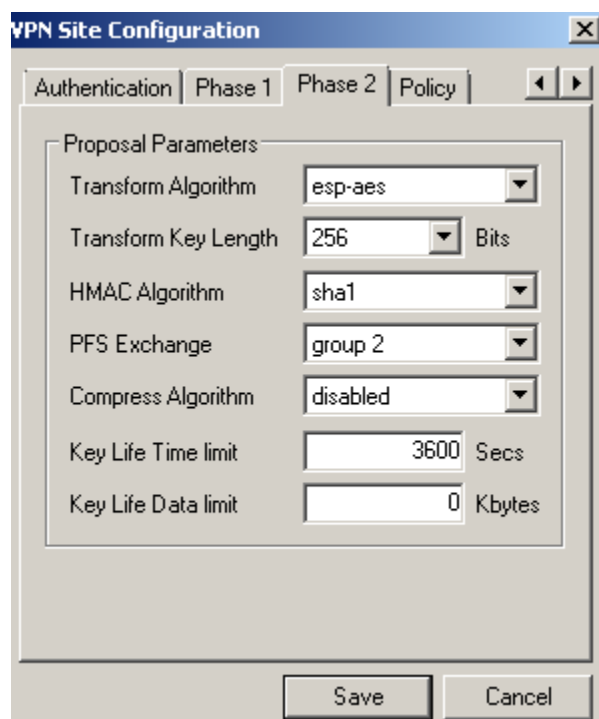 VPN Site Configuration
Authentication Phase 1 Phase 2 Policy
Proposal Parameters
Transform Algorithm esp-aes
Transform Key Length 256 Bits
HMAC Algorithm sha1
PFS Exchange group 2
Compress Algorithm disabled
Key Life Time limit 3600 Secs
Key Life Data limit 0 Kbytes
Save Cancel